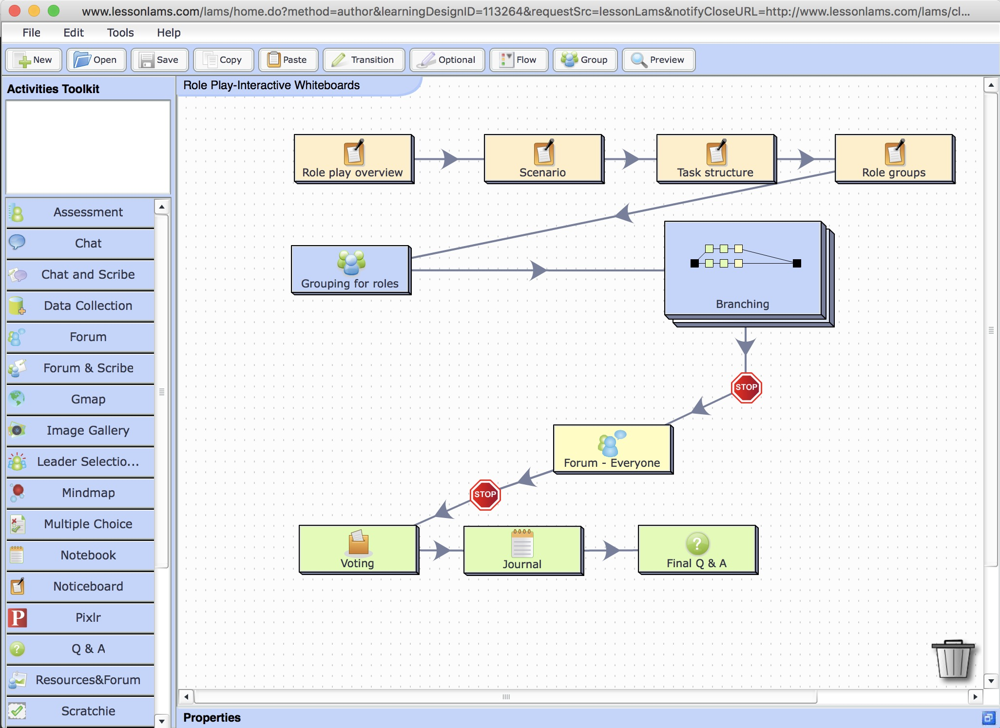 www.lessonlams.com/lams/home.do?method=author&learningDesignID=113264&requestSrc=lessonLams&notifyCloseURL=http://www.lessonlams.com/lams/cl...
File Edit Tools Help
New Open Save Copy Paste Transition Optional Flow Group Preview
Activities Toolkit
Role Play-Interactive Whiteboards
Assessment
Chat
Chat and Scribe
Data Collection
Forum
Forum & Scribe
Gmap
Image Gallery
Leader Selectio...
Mindmap
Multiple Choice
Notebook
Noticeboard
P Pixlr
? Q & A
Resources&Forum
Scratchie
Role play overview
Scenario
Task structure
Role groups
Grouping for roles
Branching
STOP
Forum - Everyone
STOP
Voting
Journal
?
Final Q & A
Properties